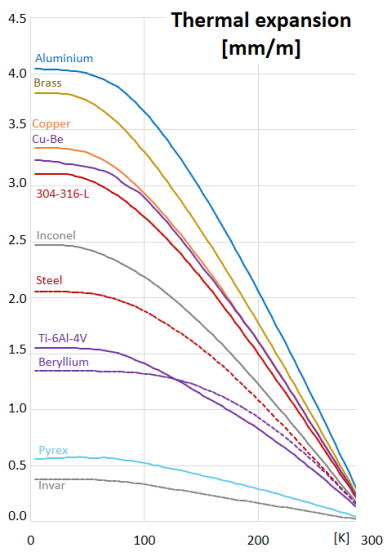 Thermal expansion
[mm/m]
4.5
4.0
3.5
3.0
2.5
2.0
1.5
1.0
0.5
0.0
Aluminium
Brass
Copper
Cu-Be
304-316-L
Inconel
Steel
Ti-6Al-4V
Beryllium
Pyrex
Invar
0
100
200
[K]
300